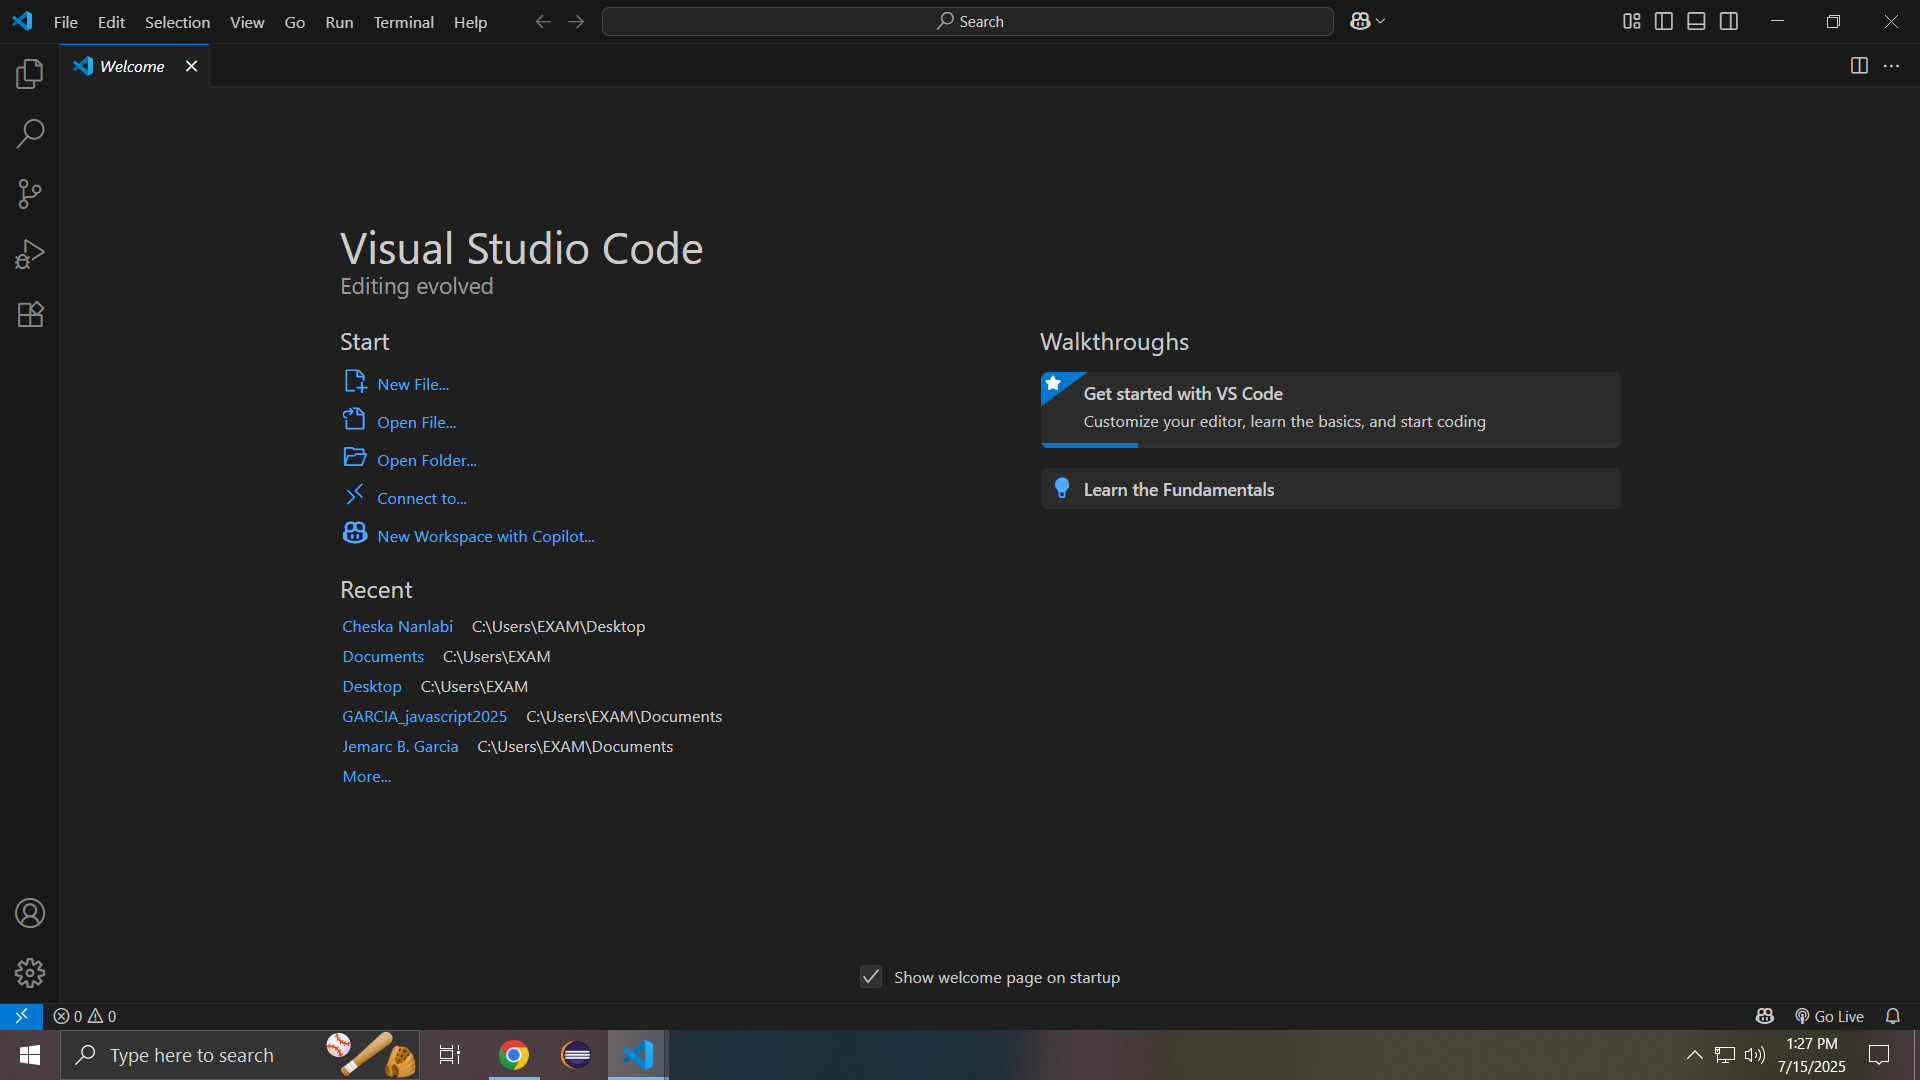 File Edit Selection View Go Run Terminal Help
Search
Welcome
Visual Studio Code
Editing evolved
Start
New File...
Open File...
Open Folder...
Connect to...
New Workspace with Copilot...
Recent
Cheska Nanlabi C:\Users\EXAM\Desktop
Documents C:\Users\EXAM
Desktop C:\Users\EXAM
GARCIA_javascript2025 C:\Users\EXAM\Documents
Jemarc B. Garcia C:\Users\EXAM\Documents
More...
Walkthroughs
Get started with VS Code
Customize your editor, learn the basics, and start coding
Learn the Fundamentals
Show welcome page on startup
0 0
Go Live
Type here to search
1:27 PM
7/15/2025